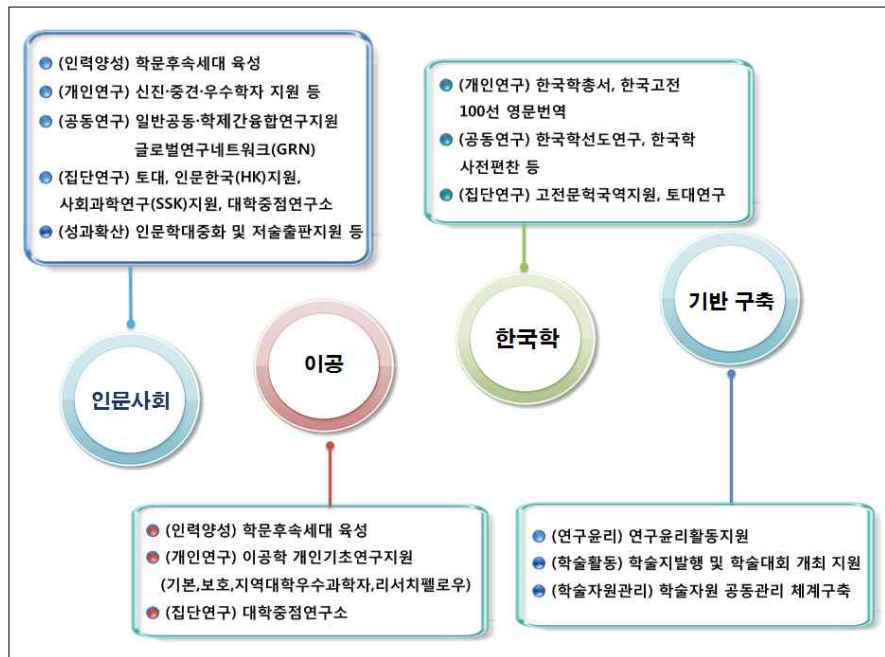 (인력양성) 학문후속세대 육성
(개인연구) 신진·중견·우수학자 지원 등
(공동연구) 일반공동·학제간융합연구지원
글로벌연구네트워크(GRN)
(집단연구) 토대, 인문한국(HK)지원,
사회과학연구(SSK)지원, 대학중점연구소
(성과확산) 인문학대중화 및 저술출판지원 등
(개인연구) 한국학총서, 한국고전
100선 영문번역
(공동연구) 한국학선도연구, 한국학
사전편찬 등
(집단연구) 고전문헉국역지원, 토대연구
인문사회
이공
한국학
기반 구축
(인력양성) 학문후속세대 육성
(개인연구) 이공학 개인기초연구지원
(기본,보호,지역대학우수과학자,리서치펠로우)
(집단연구) 대학중점연구소
(연구윤리) 연구윤리활동지원
(학술활동) 학술지발행 및 학술대회 개최 지원
(학술자원관리) 학술자원 공동관리 체계구축